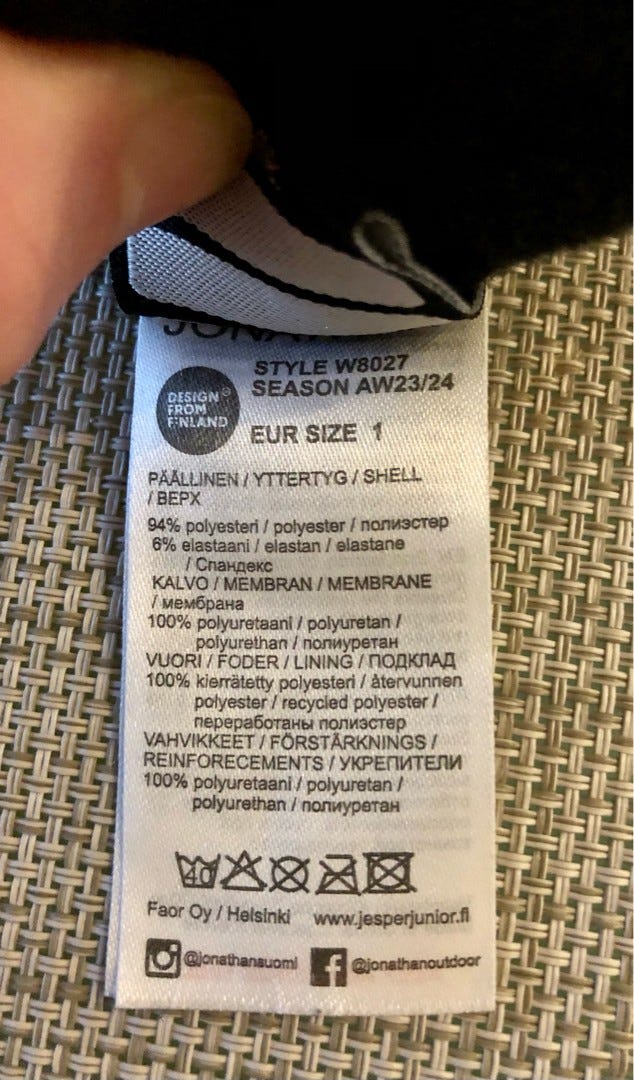 STYLE W8027
SEASON AW23/24
DESIGN
FROM
FINLAND
EUR SIZE 1
PÄÄLLINEN / YTTERTYG / SHELL
/ ВЕРХ
94% polyesteri / polyester / полиэстер
6% elastaani / elastan / elastane
/ Спандекс
KALVO / MEMBRAN / MEMBRANE
/ мембрана
100% polyuretaani / polyuretan /
polyurethan / полиуретан
VUORI / FODER / LINING / ПОДКЛАД
100% kierrätetty polyesteri / återvunnen
polyester / recycled polyester /
переработаны полиэстер
VAHVIKKEET / FÖRSTÄRKNINGS /
REINFORECEMENTS / УКРЕПИТЕЛИ
100% polyuretaani / polyuretan /
polyurethan / полиуретан
40
Faor Oy / Helsinki www.jesperjunior.fi
@jonathansuomi @jonathanoutdoor